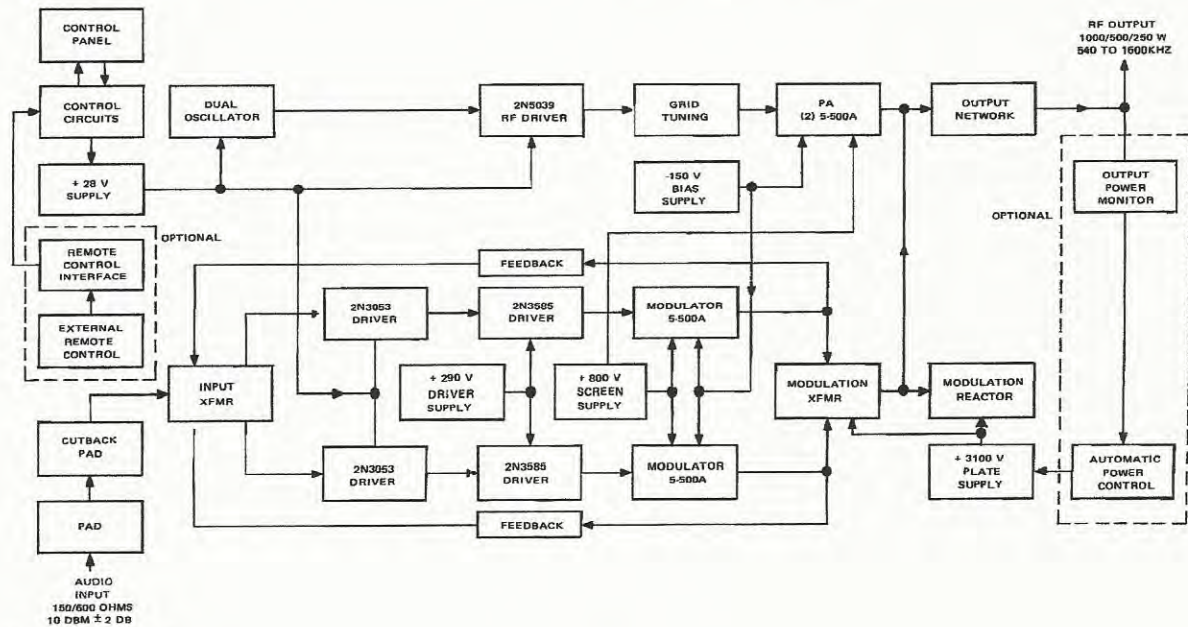 CONTROL
PANEL
RF OUTPUT
1000/500/250 W
540 TO 1600KHZ
CONTROL
CIRCUITS
DUAL
OSCILLATOR
2N5039
RF DRIVER
GRID
TUNING
PA
(2) 5-500A
OUTPUT
NETWORK
+ 28 V
SUPPLY
-150 V
BIAS
SUPPLY
OUTPUT
POWER
MONITOR
OPTIONAL
OPTIONAL
REMOTE
CONTROL
INTERFACE
FEEDBACK
2N3053
DRIVER
2N3585
DRIVER
MODULATOR
5-500A
EXTERNAL
REMOTE
CONTROL
INPUT
XFMR
+ 290 V
DRIVER
SUPPLY
+ 800 V
SCREEN
SUPPLY
MODULATION
XFMR
MODULATION
REACTOR
CUTBACK
PAD
2N3053
DRIVER
2N3585
DRIVER
MODULATOR
5-500A
+ 3100 V
PLATE
SUPPLY
AUTOMATIC
POWER
CONTROL
PAD
FEEDBACK
AUDIO
INPUT
150/600 OHMS
10 DBM ± 2 DB